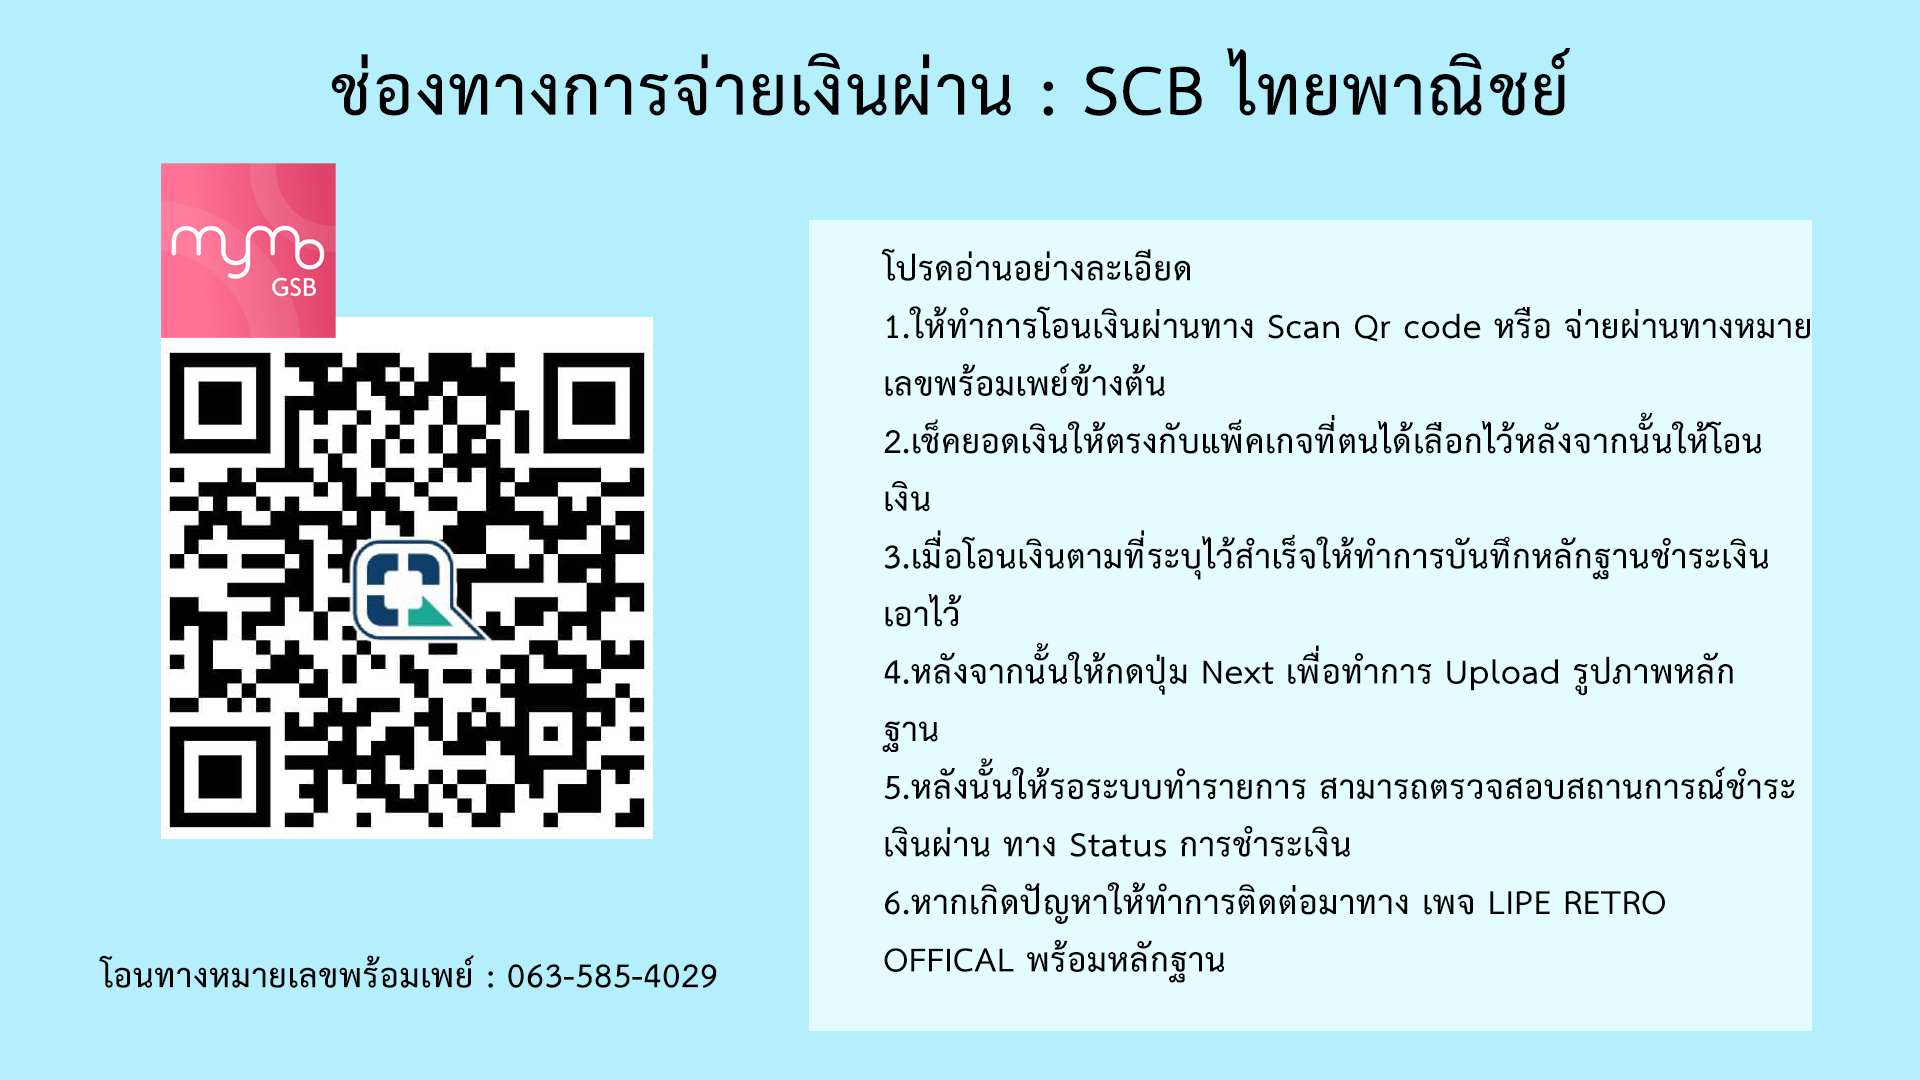 ช่องทางการจ่ายเงินผ่าน : SCB ไทยพาณิชย์
mymo
GSB
โปรดอ่านอย่างละเอียด
1.ให้ทำการโอนเงินผ่านทาง Scan Qr code หรือ จ่ายผ่านทางหมาย
เลขพร้อมเพย์ข้างต้น
2.เช็คยอดเงินให้ตรงกับแพ็คเกจที่ตนได้เลือกไว้หลังจากนั้นให้โอน
เงิน
3.เมื่อโอนเงินตามที่ระบุไว้สำเร็จให้ทำการบันทึกหลักฐานชำระเงิน
เอาไว้
4.หลังจากนั้นให้กดปุ่ม Next เพื่อทำการ Upload รูปภาพหลัก
ฐาน
5.หลังนั้นให้รอระบบทำรายการ สามารถตรวจสอบสถานการณ์ชำระ
เงินผ่าน ทาง Status การชำระเงิน
6.หากเกิดปัญหาให้ทำการติดต่อมาทาง เพจ LIPE RETRO
OFFICAL พร้อมหลักฐาน
โอนทางหมายเลขพร้อมเพย์ : 063-585-4029